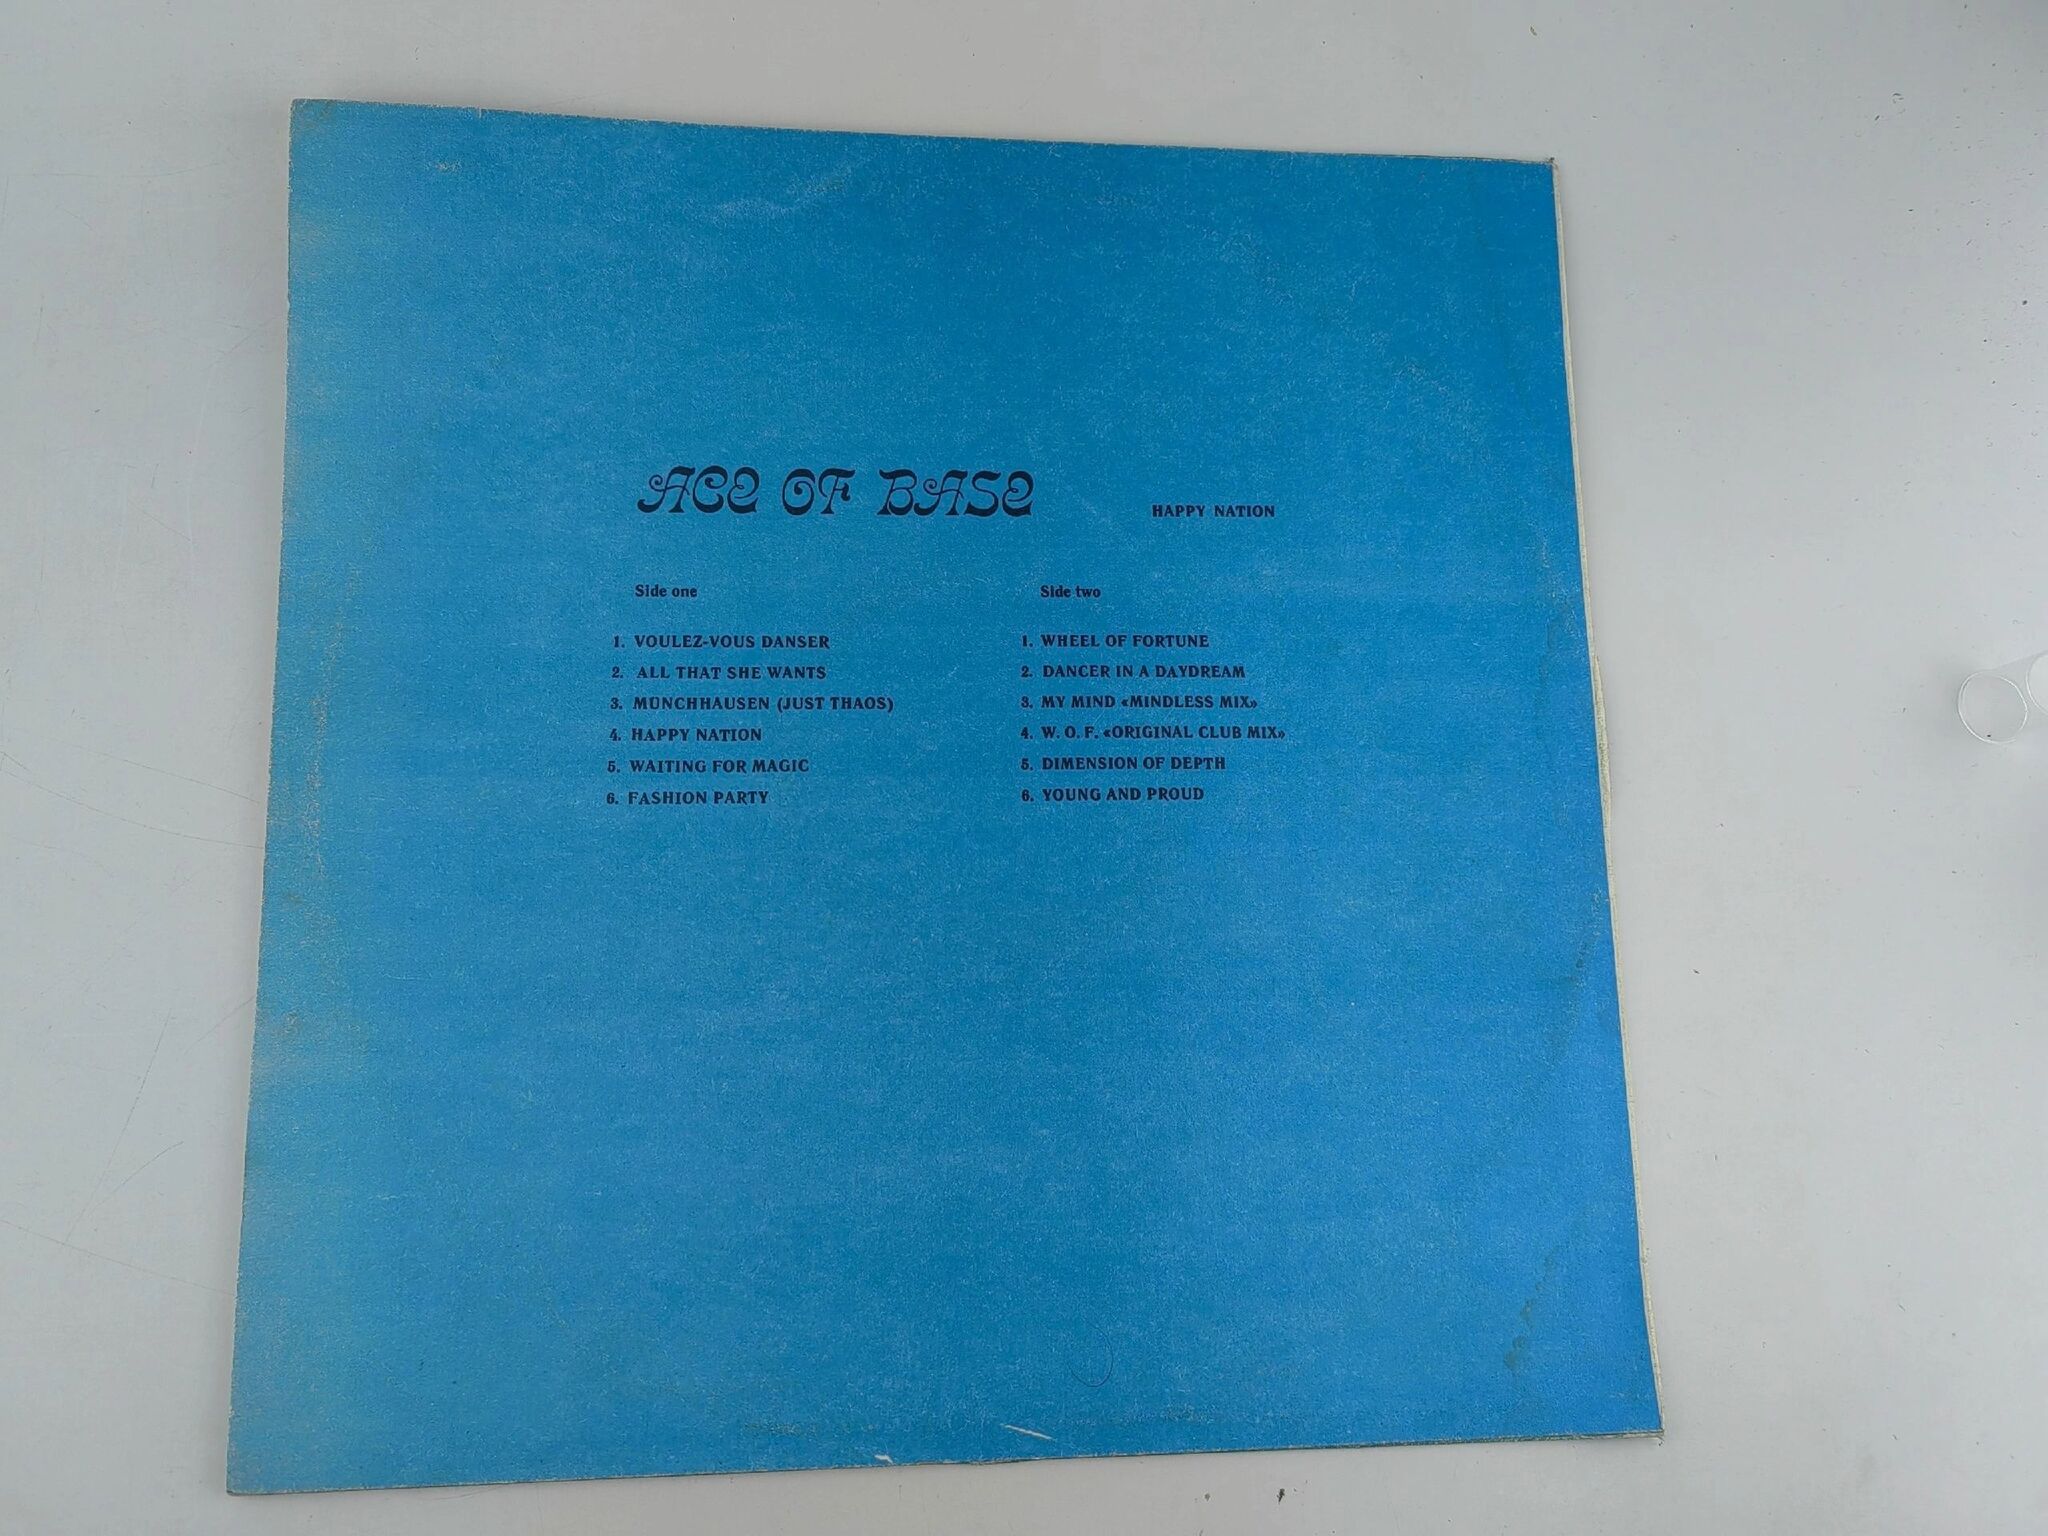 ACE OF BASE HAPPY NATION
Side one
1. VOULEZ-VOUS DANSER
2. ALL THAT SHE WANTS
3. MÜNCHHAUSEN (JUST THAOS)
4. HAPPY NATION
5. WAITING FOR MAGIC
6. FASHION PARTY
Side two
1. WHEEL OF FORTUNE
2. DANCER IN A DAYDREAM
3. MY MIND «MINDLESS MIX»
4. W. O. F. «ORIGINAL CLUB MIX»
5. DIMENSION OF DEPTH
6. YOUNG AND PROUD